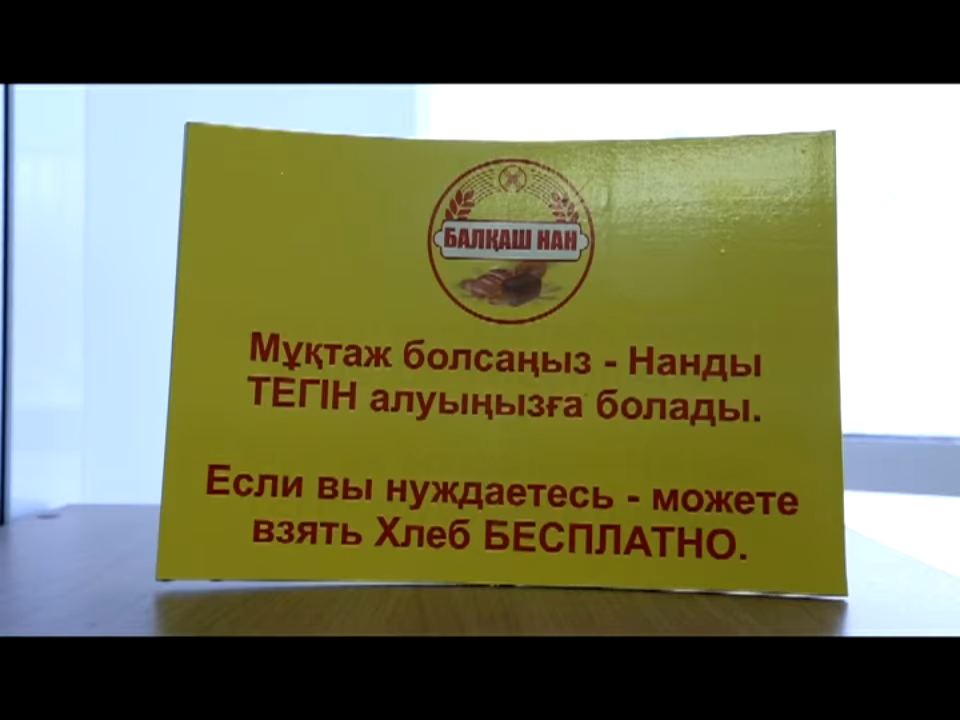 БАЛҚАШ НАН
Мұқтаж болсаңыз - Нанды
ТЕГІН алуыңызға болады.
Если вы нуждаетесь - можете
взять Хлеб БЕСПЛАТНО.